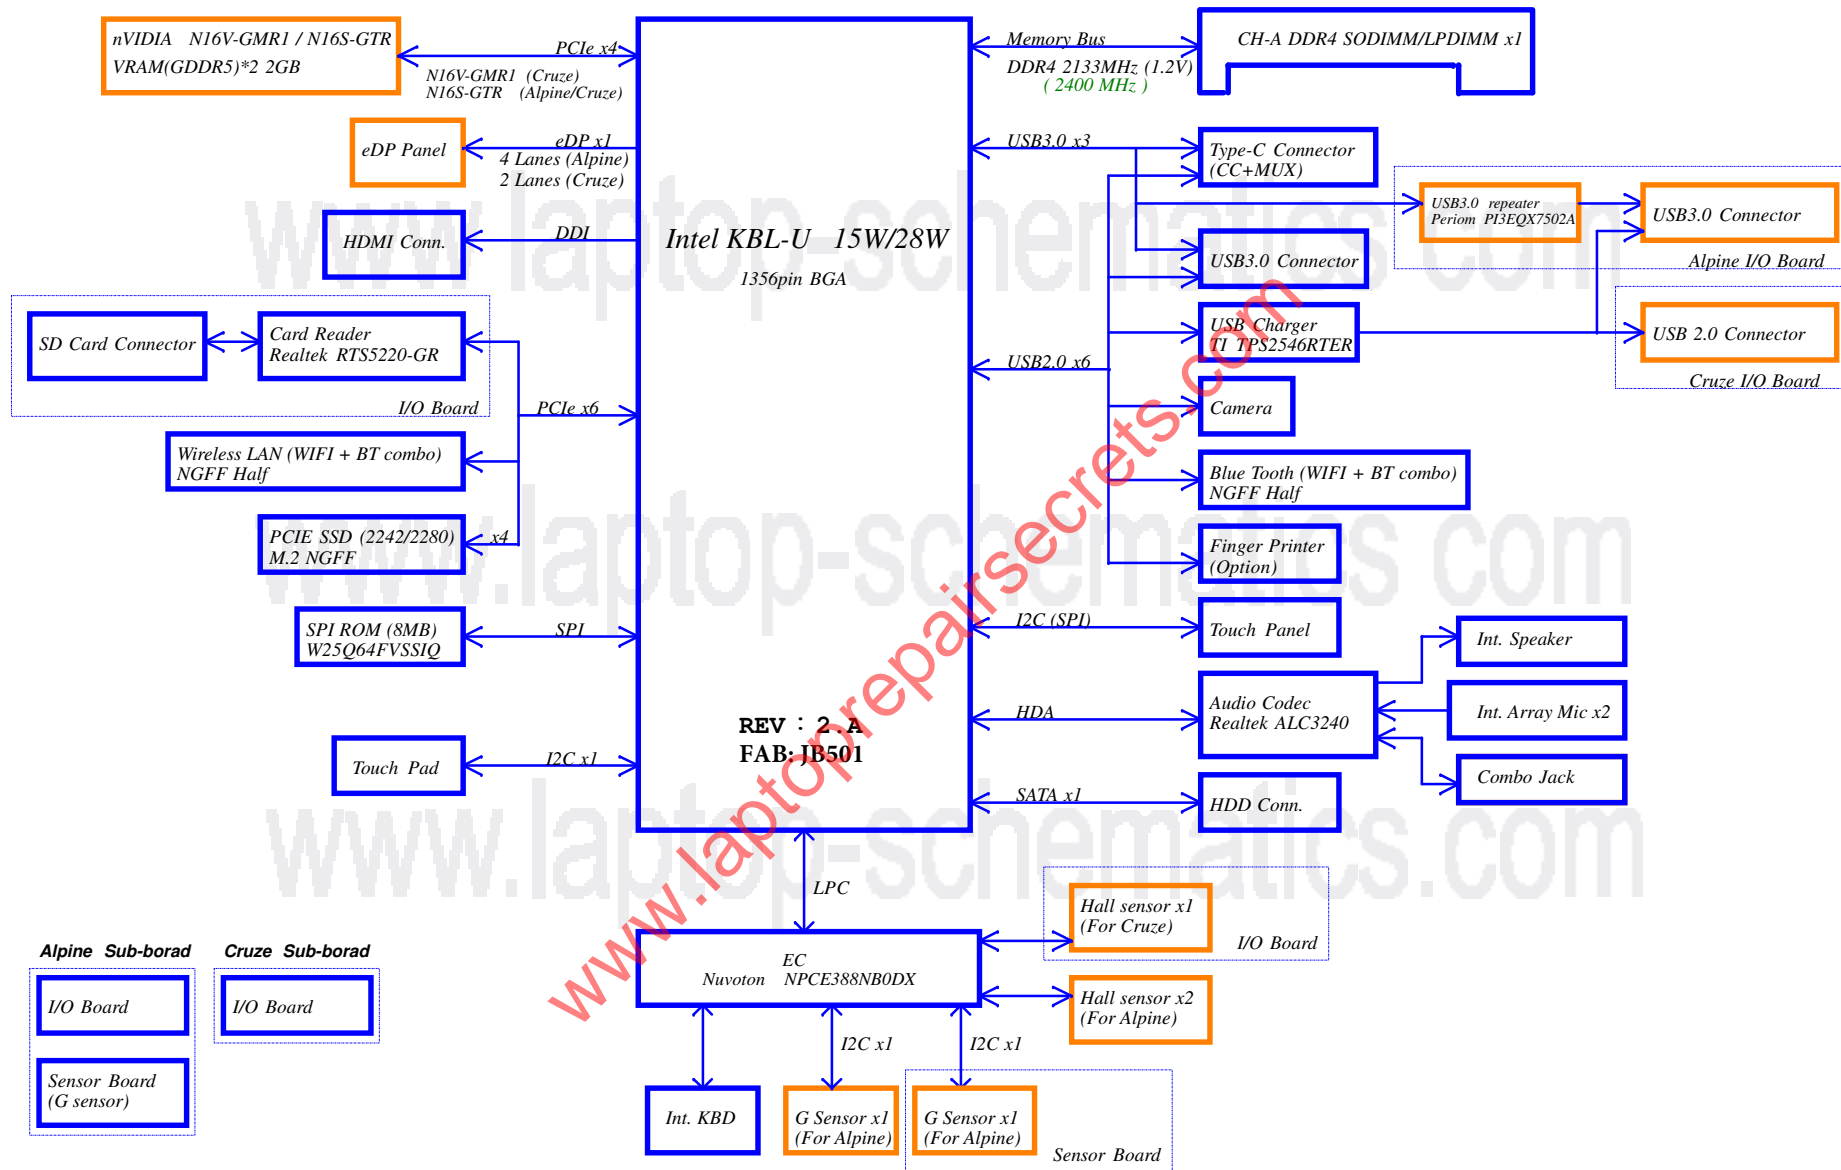 nVIDIA N16V-GMR1 / N16S-GTR
VRAM(GDDR5)*2 2GB
PCIe x4
N16V-GMR1 (Cruze)
N16S-GTR (Alpine/Cruze)
Memory Bus
DDR4 2133MHz (1.2V)
( 2400 MHz )
CH-A DDR4 SODIMM/LPDIMM x1
eDP Panel
eDP x1
4 Lanes (Alpine)
2 Lanes (Cruze)
USB3.0 x3
Type-C Connector
(CC+MUX)
USB3.0 repeater
Periom PI3EQX7502A
USB3.0 Connector
Alpine I/O Board
HDMI Conn.
DDI
Intel KBL-U 15W/28W
1356pin BGA
USB3.0 Connector
SD Card Connector
Card Reader
Realtek RTS5220-GR
I/O Board
USB Charger
TI TPS2546RTER
USB 2.0 Connector
Cruze I/O Board
USB2.0 x6
PCIe x6
Camera
Wireless LAN (WIFI + BT combo)
NGFF Half
Blue Tooth (WIFI + BT combo)
NGFF Half
PCIE SSD (2242/2280)
M.2 NGFF
x4
Finger Printer
(Option)
SPI ROM (8MB)
W25Q64FVSSIQ
SPI
I2C (SPI)
Touch Panel
Int. Speaker
HDA
Audio Codec
Realtek ALC3240
Int. Array Mic x2
REV : 2.A
FAB: JB501
Touch Pad
I2C x1
Combo Jack
SATA x1
HDD Conn.
LPC
Hall sensor x1
(For Cruze)
I/O Board
EC
Nuvoton NPCE388NB0DX
Hall sensor x2
(For Alpine)
Alpine Sub-borad
Cruze Sub-borad
I/O Board
I/O Board
Sensor Board
(G sensor)
I2C x1
I2C x1
Int. KBD
G Sensor x1
(For Alpine)
G Sensor x1
(For Alpine)
Sensor Board
www.laptop-schematics.com
www.laptop-schematics.com
www.laptop-schematics.com
www.laptoprepairsecrets.com